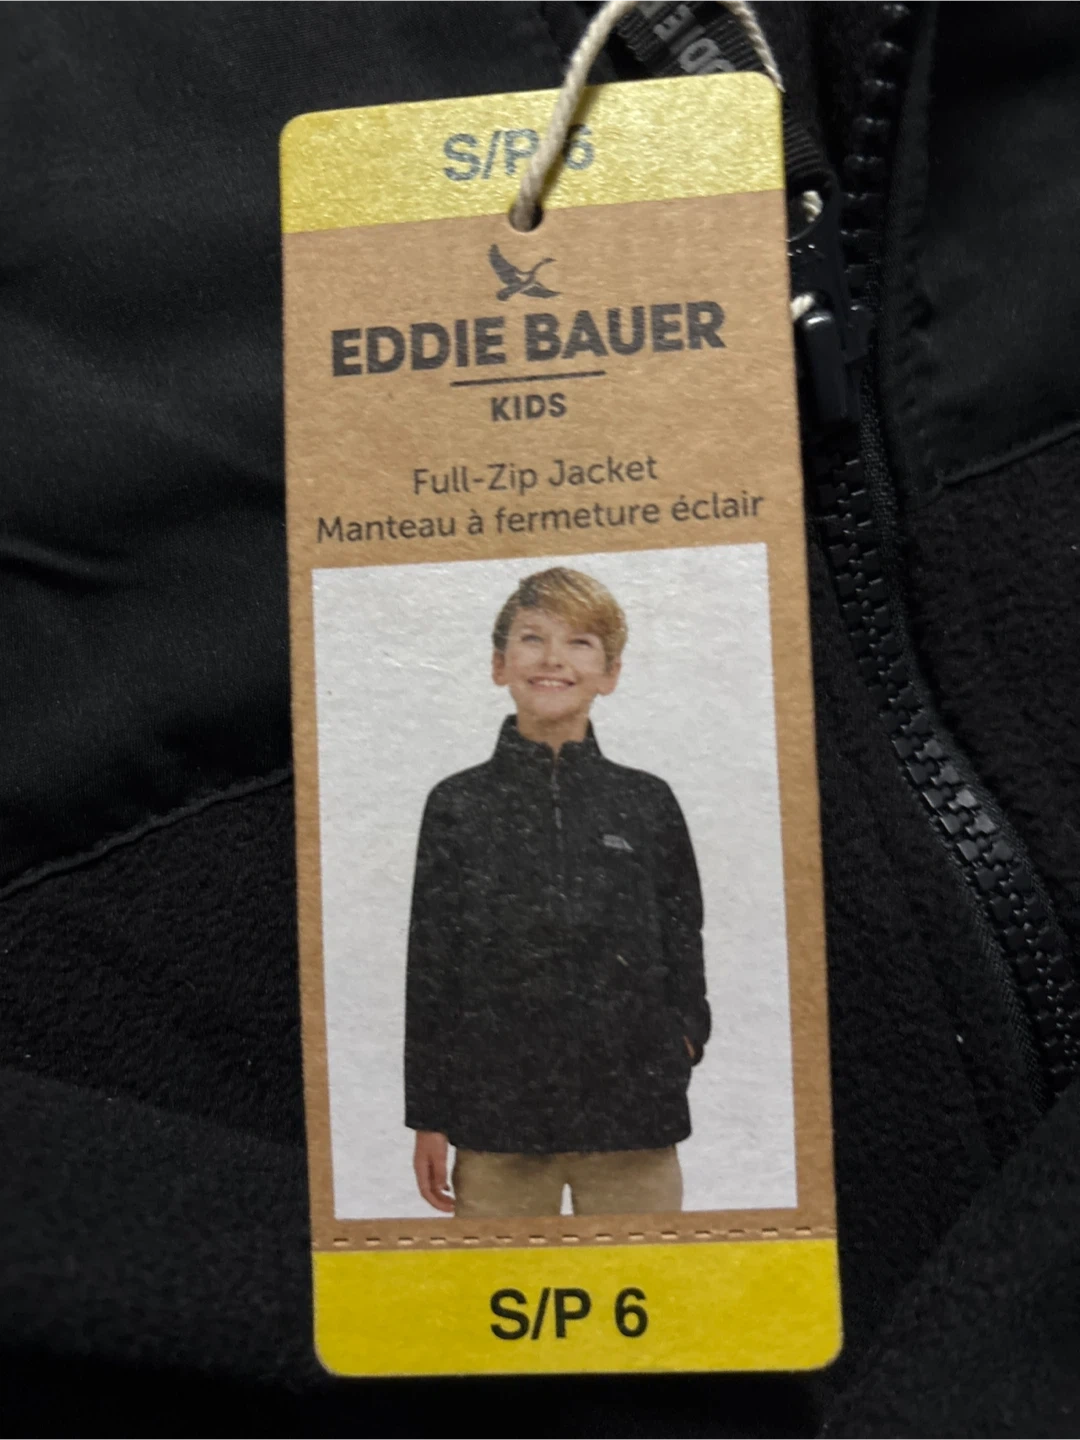 S/P 6
EDDIE BAUER
KIDS
Full-Zip Jacket
Manteau à fermeture éclair
S/P 6